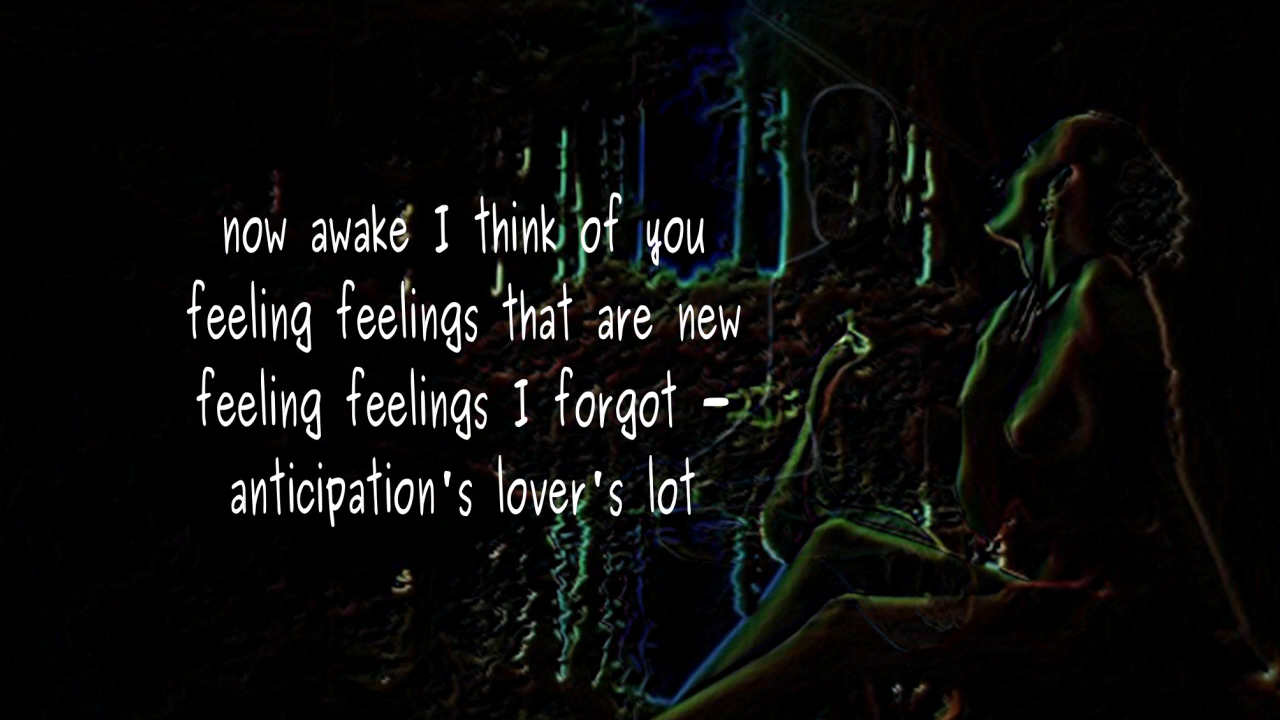 now awake I think of you
feeling feelings that are new
feeling feelings I forgot -
anticipation's lover's lot